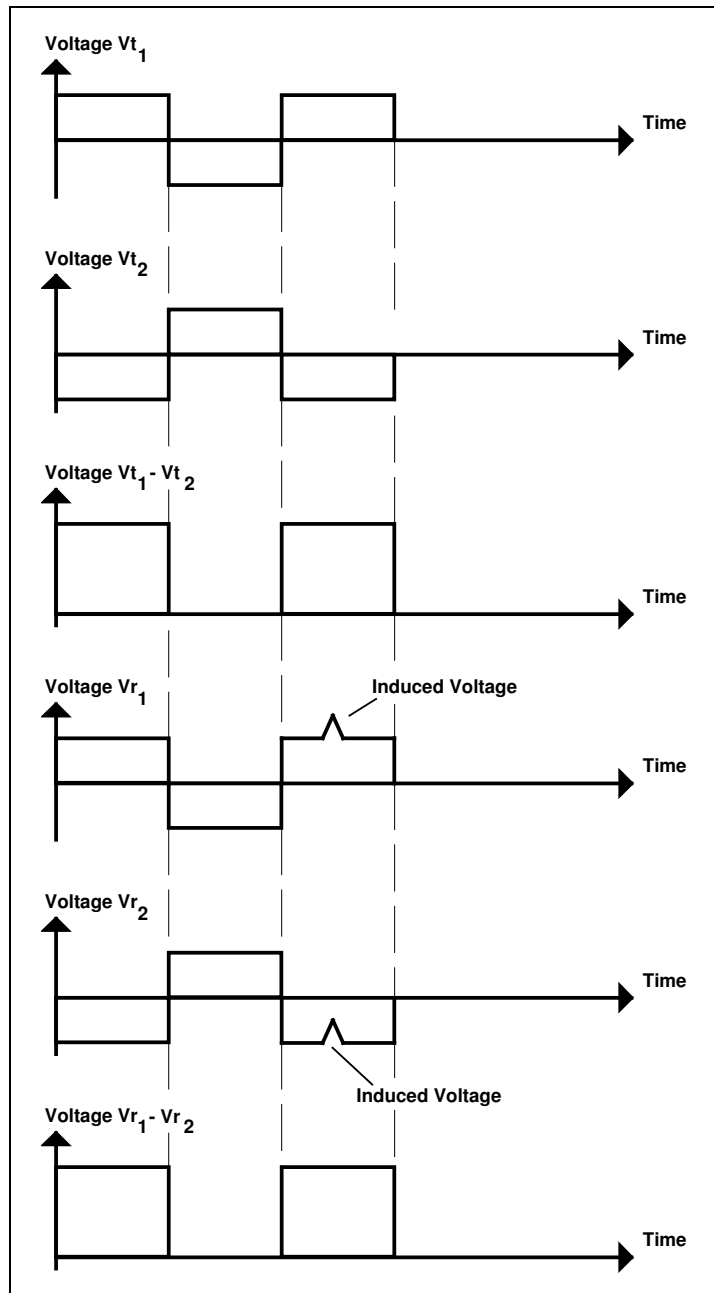 Voltage Vt1
Time
Voltage Vt2
Time
Voltage Vt1 - Vt2
Time
Voltage Vr1
Induced Voltage
Time
Voltage Vr2
Time
Induced Voltage
Voltage Vr1 - Vr2
Time